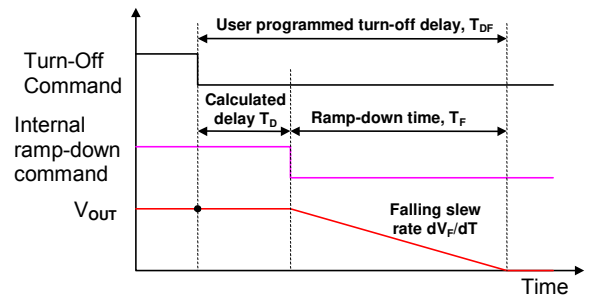 User programmed turn-off delay, TDF
Turn-Off
Command
Calculated
delay TD
Ramp-down time, TF
Internal
ramp-down
command
VOUT
Falling slew
rate dVF/dT
Time